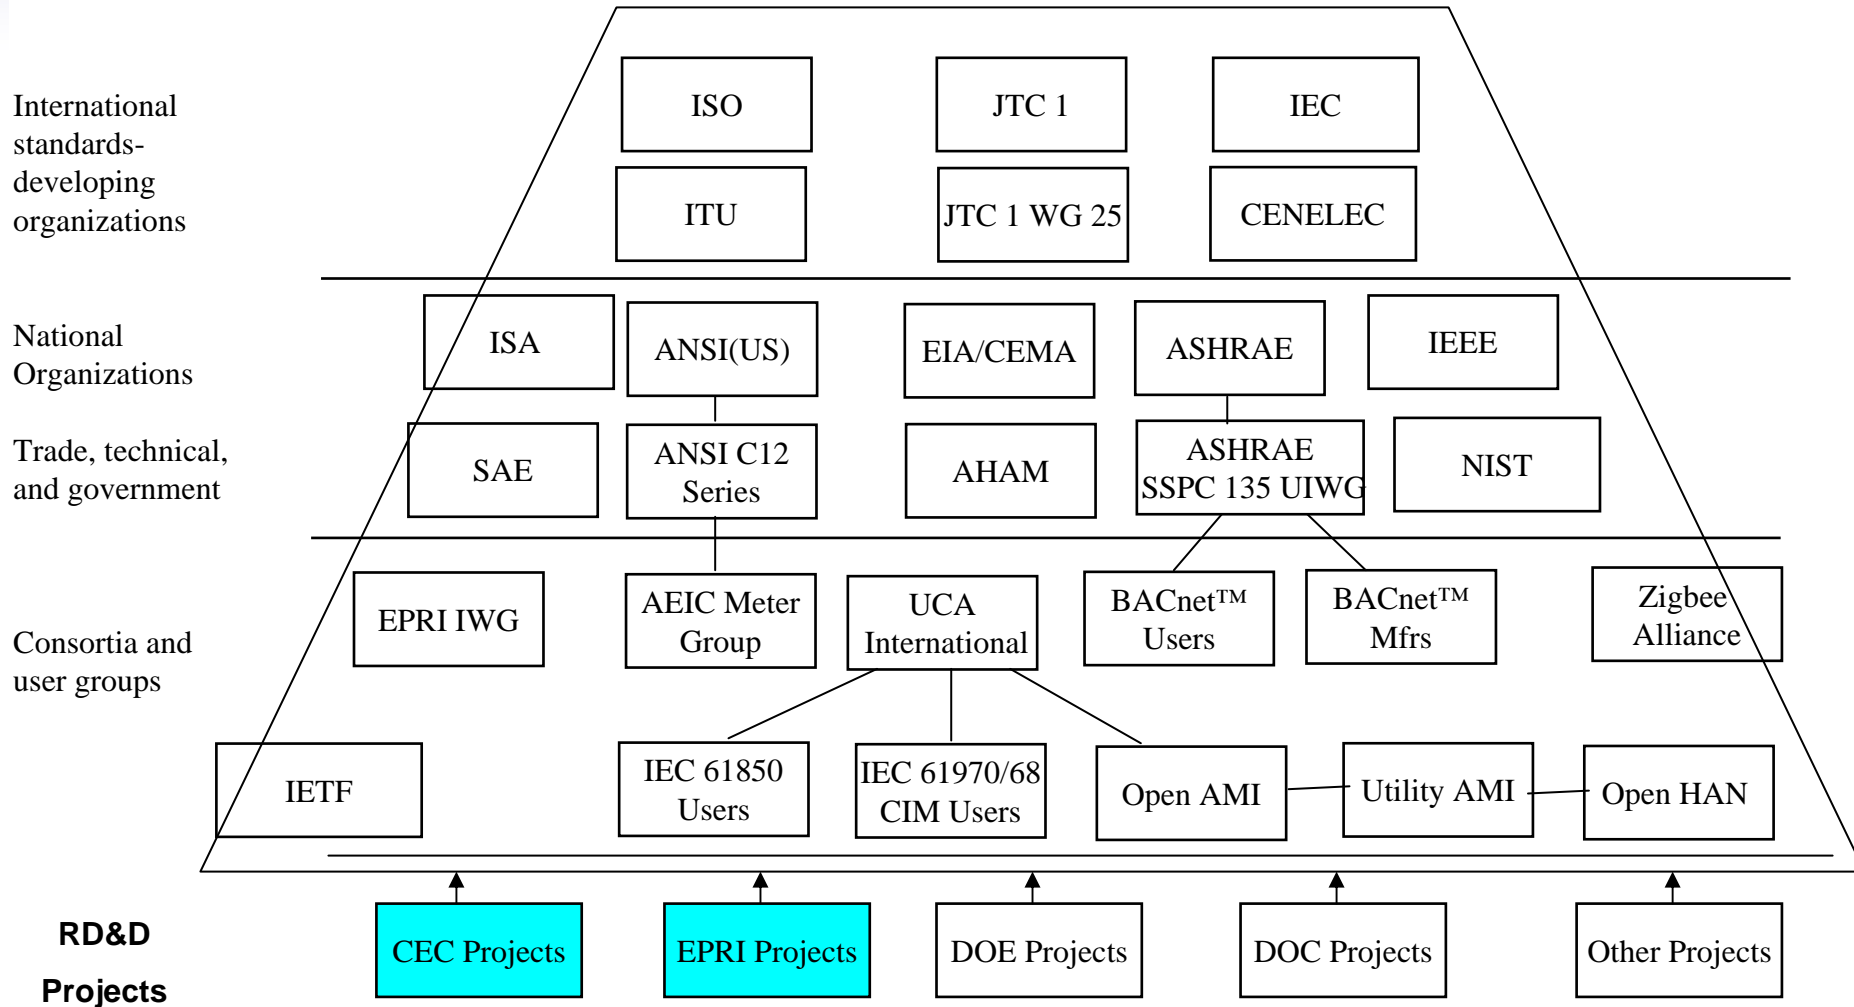 International
standards-
developing
organizations
ISO
JTC 1
IEC
ITU
JTC 1 WG 25
CENELEC
National
Organizations
ISA
ANSI(US)
EIA/CEMA
ASHRAE
IEEE
Trade, technical,
and government
SAE
ANSI C12
Series
AHAM
ASHRAE
SSPC 135 UIWG
NIST
Consortia and
user groups
EPRI IWG
AEIC Meter
Group
UCA
International
BACnet™
Users
BACnet™
Mfrs
Zigbee
Alliance
IETF
IEC 61850
Users
IEC 61970/68
CIM Users
Open AMI
Utility AMI
Open HAN
RD&D
Projects
CEC Projects
EPRI Projects
DOE Projects
DOC Projects
Other Projects